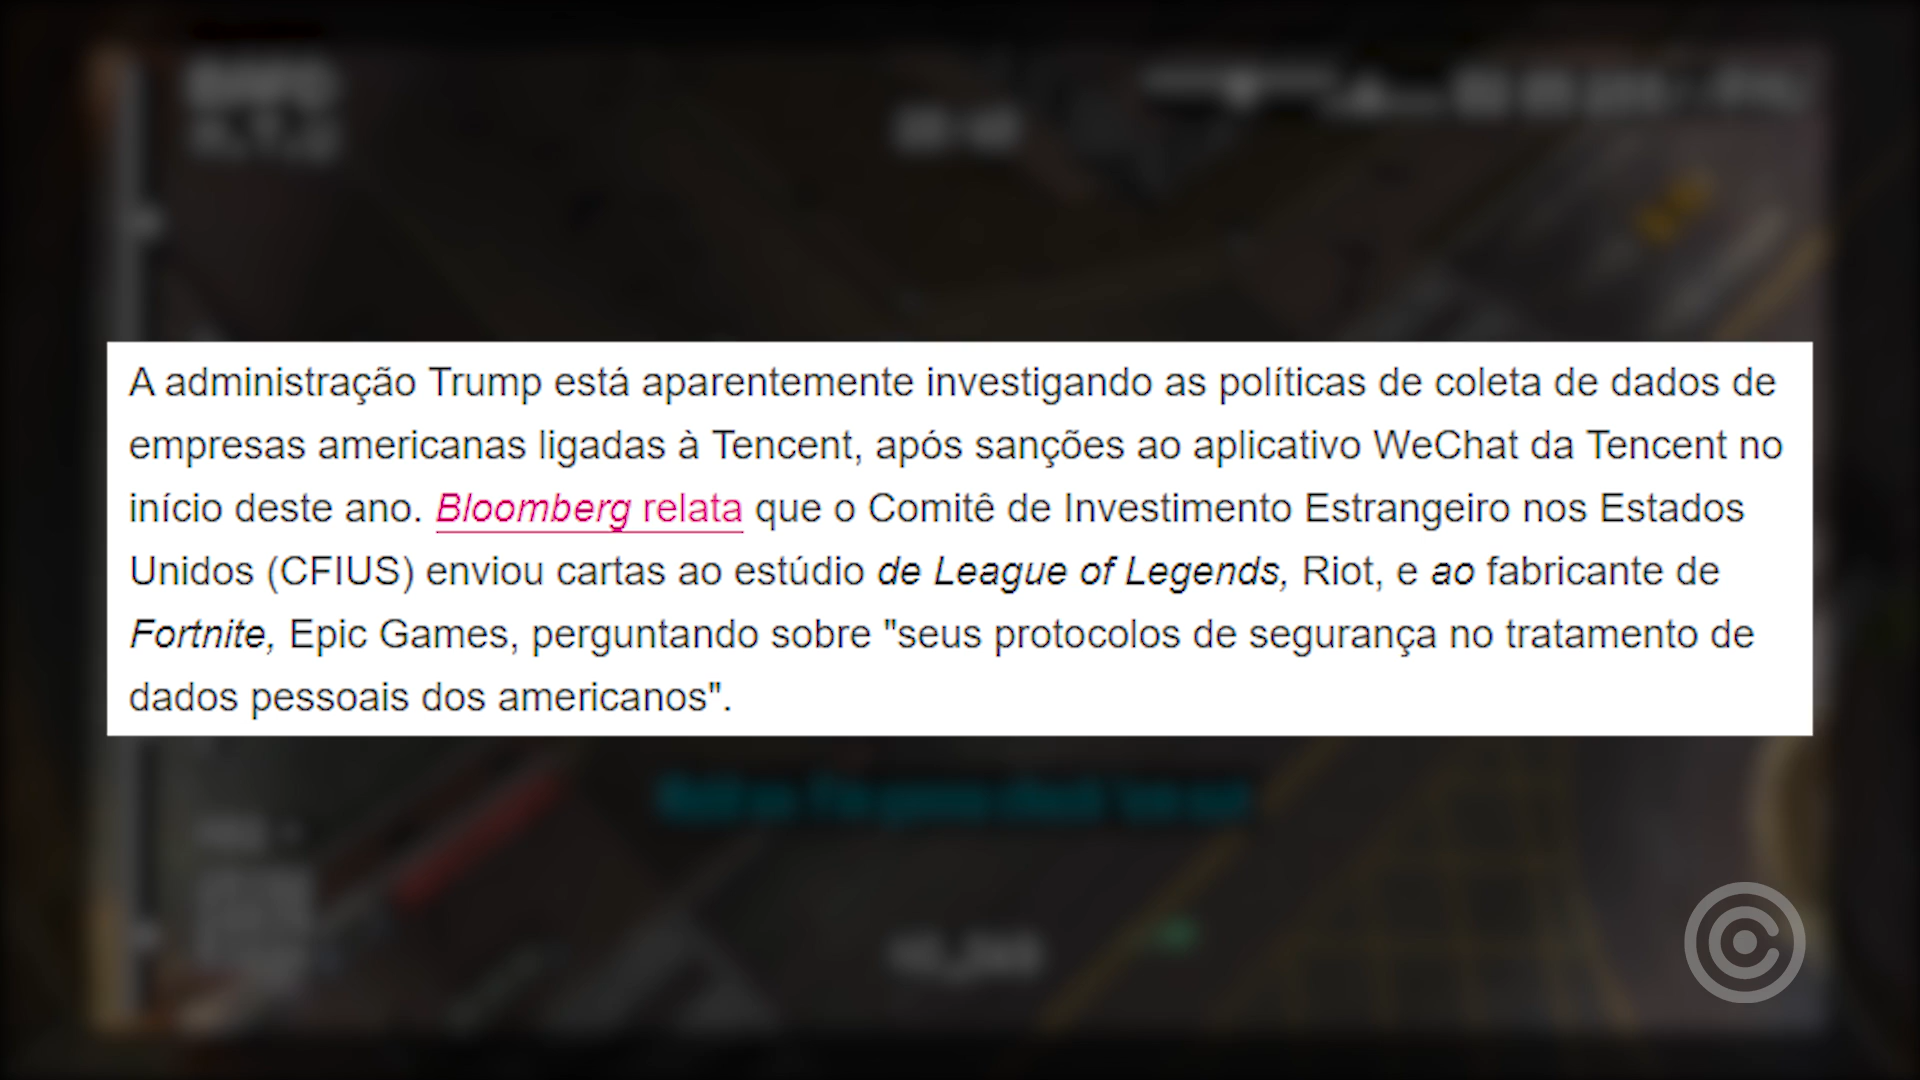 A administração Trump está aparentemente investigando as políticas de coleta de dados de
empresas americanas ligadas à Tencent, após sanções ao aplicativo WeChat da Tencent no
início deste ano. Bloomberg relata que o Comitê de Investimento Estrangeiro nos Estados
Unidos (CFIUS) enviou cartas ao estúdio de League of Legends, Riot, e ao fabricante de
Fortnite, Epic Games, perguntando sobre "seus protocolos de segurança no tratamento de
dados pessoais dos americanos".